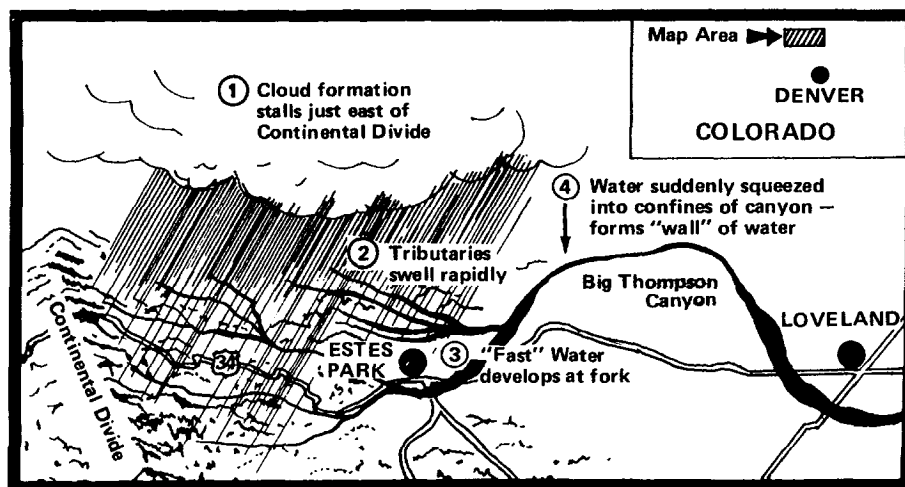 Map Area
DENVER
COLORADO
1 Cloud formation
stalls just east of
Continental Divide
4 Water suddenly squeezed
into confines of canyon —
forms "wall" of water
2 Tributaries
swell rapidly
Big Thompson
Canyon
LOVELAND
Continental Divide
34
ESTES
PARK
3 "Fast" Water
develops at fork